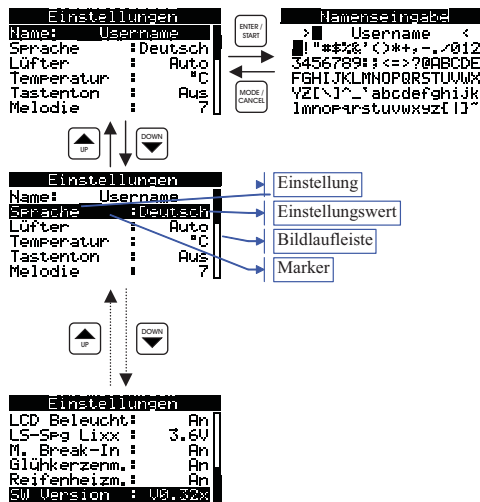 Einstellungen
Name: Username
Sprache :Deutsch
Lüfter : Auto
Temperatur : °C
Tastenton : Aus
Melodie : 7
ENTER / START
MODE / CANCEL
Namenseingabe
> Username <
!"#$%&'()*+,-./012
3456789:;<=>?@ABCDE
FGHIJKLMNOPQRSTUVWX
YZ[\]^_`abcdefghijk
lmnopqrstuvwxyz{|}~
UP
DOWN
Einstellungen
Name: Username
Sprache :Deutsch
Lüfter : Auto
Temperatur : °C
Tastenton : Aus
Melodie : 7
Einstellung
Einstellungswert
Bildlaufleiste
Marker
UP
DOWN
Einstellungen
LCD Beleucht: An
LS-Spg Lixx : 3.6V
M. Break-In : An
Glühkerzenm.: An
Reifenheizm.: An
SW Version : V0.32x